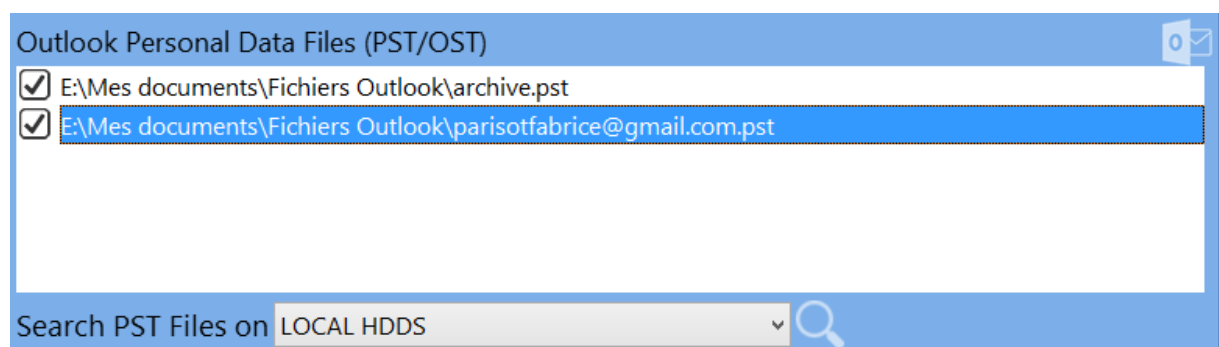 Outlook Personal Data Files (PST/OST)
E:\Mes documents\Fichiers Outlook\archive.pst
E:\Mes documents\Fichiers Outlook\parisotfabrice@gmail.com.pst
Search PST Files on LOCAL HDDS